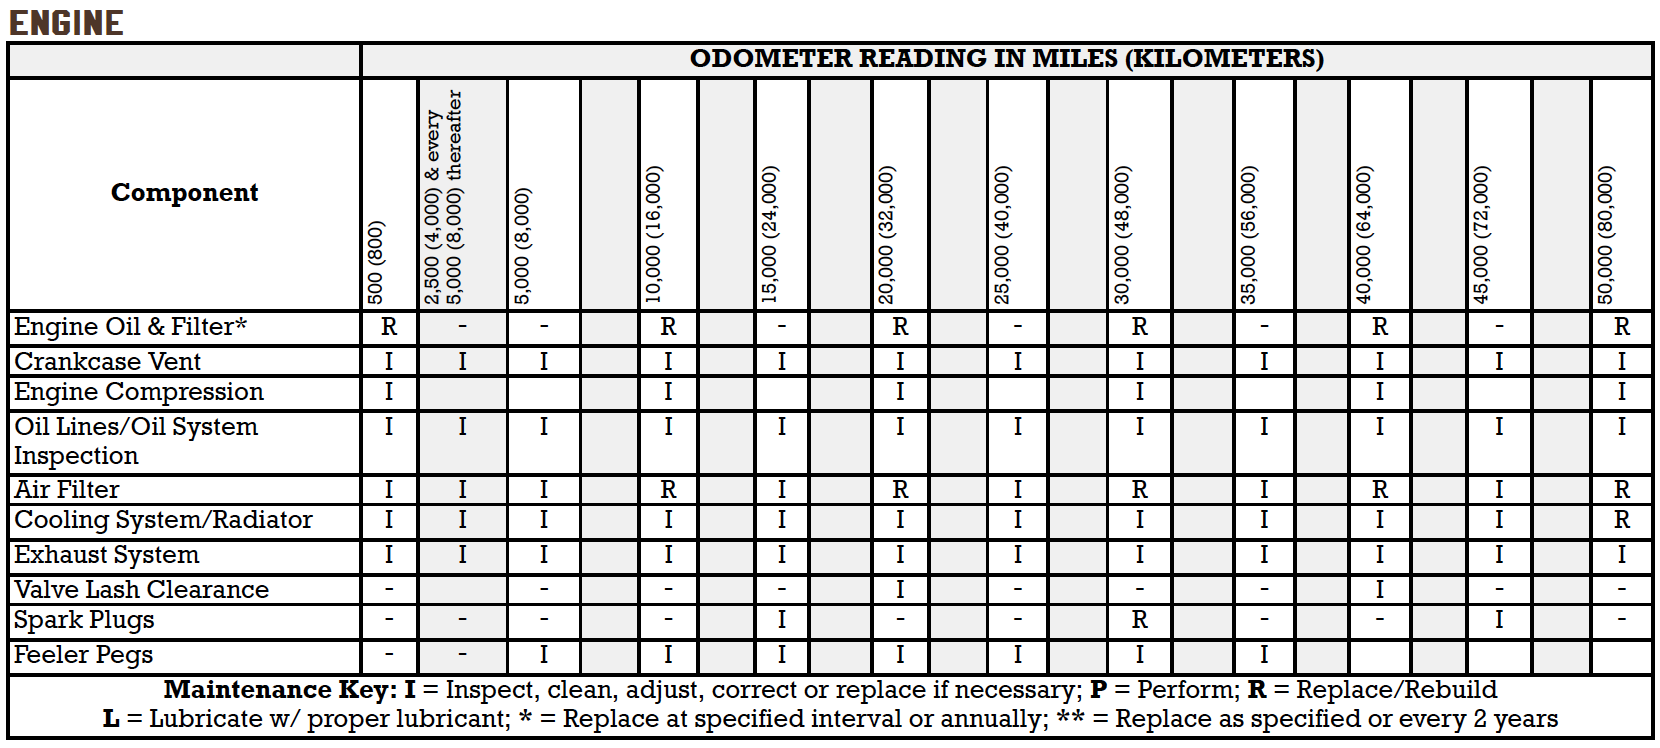 ENGINE
ODOMETER READING IN MILES (KILOMETERS)
Component
500 (800)
2,500 (4,000) & every
5,000 (8,000) thereafter
5,000 (8,000)
10,000 (16,000)
15,000 (24,000)
20,000 (32,000)
25,000 (40,000)
30,000 (48,000)
35,000 (56,000)
40,000 (64,000)
45,000 (72,000)
50,000 (80,000)
Engine Oil & Filter* R - - R - R - R - R - R
Crankcase Vent I I I I I I I I I I I I
Engine Compression I I I I I I
Oil Lines/Oil System I I I I I I I I I I I I
Inspection
Air Filter I I I R I R I R I R I R
Cooling System/Radiator I I I I I I I I I I I R
Exhaust System I I I I I I I I I I I I
Valve Lash Clearance - - - - I - - - I - -
Spark Plugs - - - - I - - R - - I -
Feeler Pegs - - I I I I I I I
Maintenance Key: I = Inspect, clean, adjust, correct or replace if necessary; P = Perform; R = Replace/Rebuild
L = Lubricate w/ proper lubricant; * = Replace at specified interval or annually; ** = Replace as specified or every 2 years